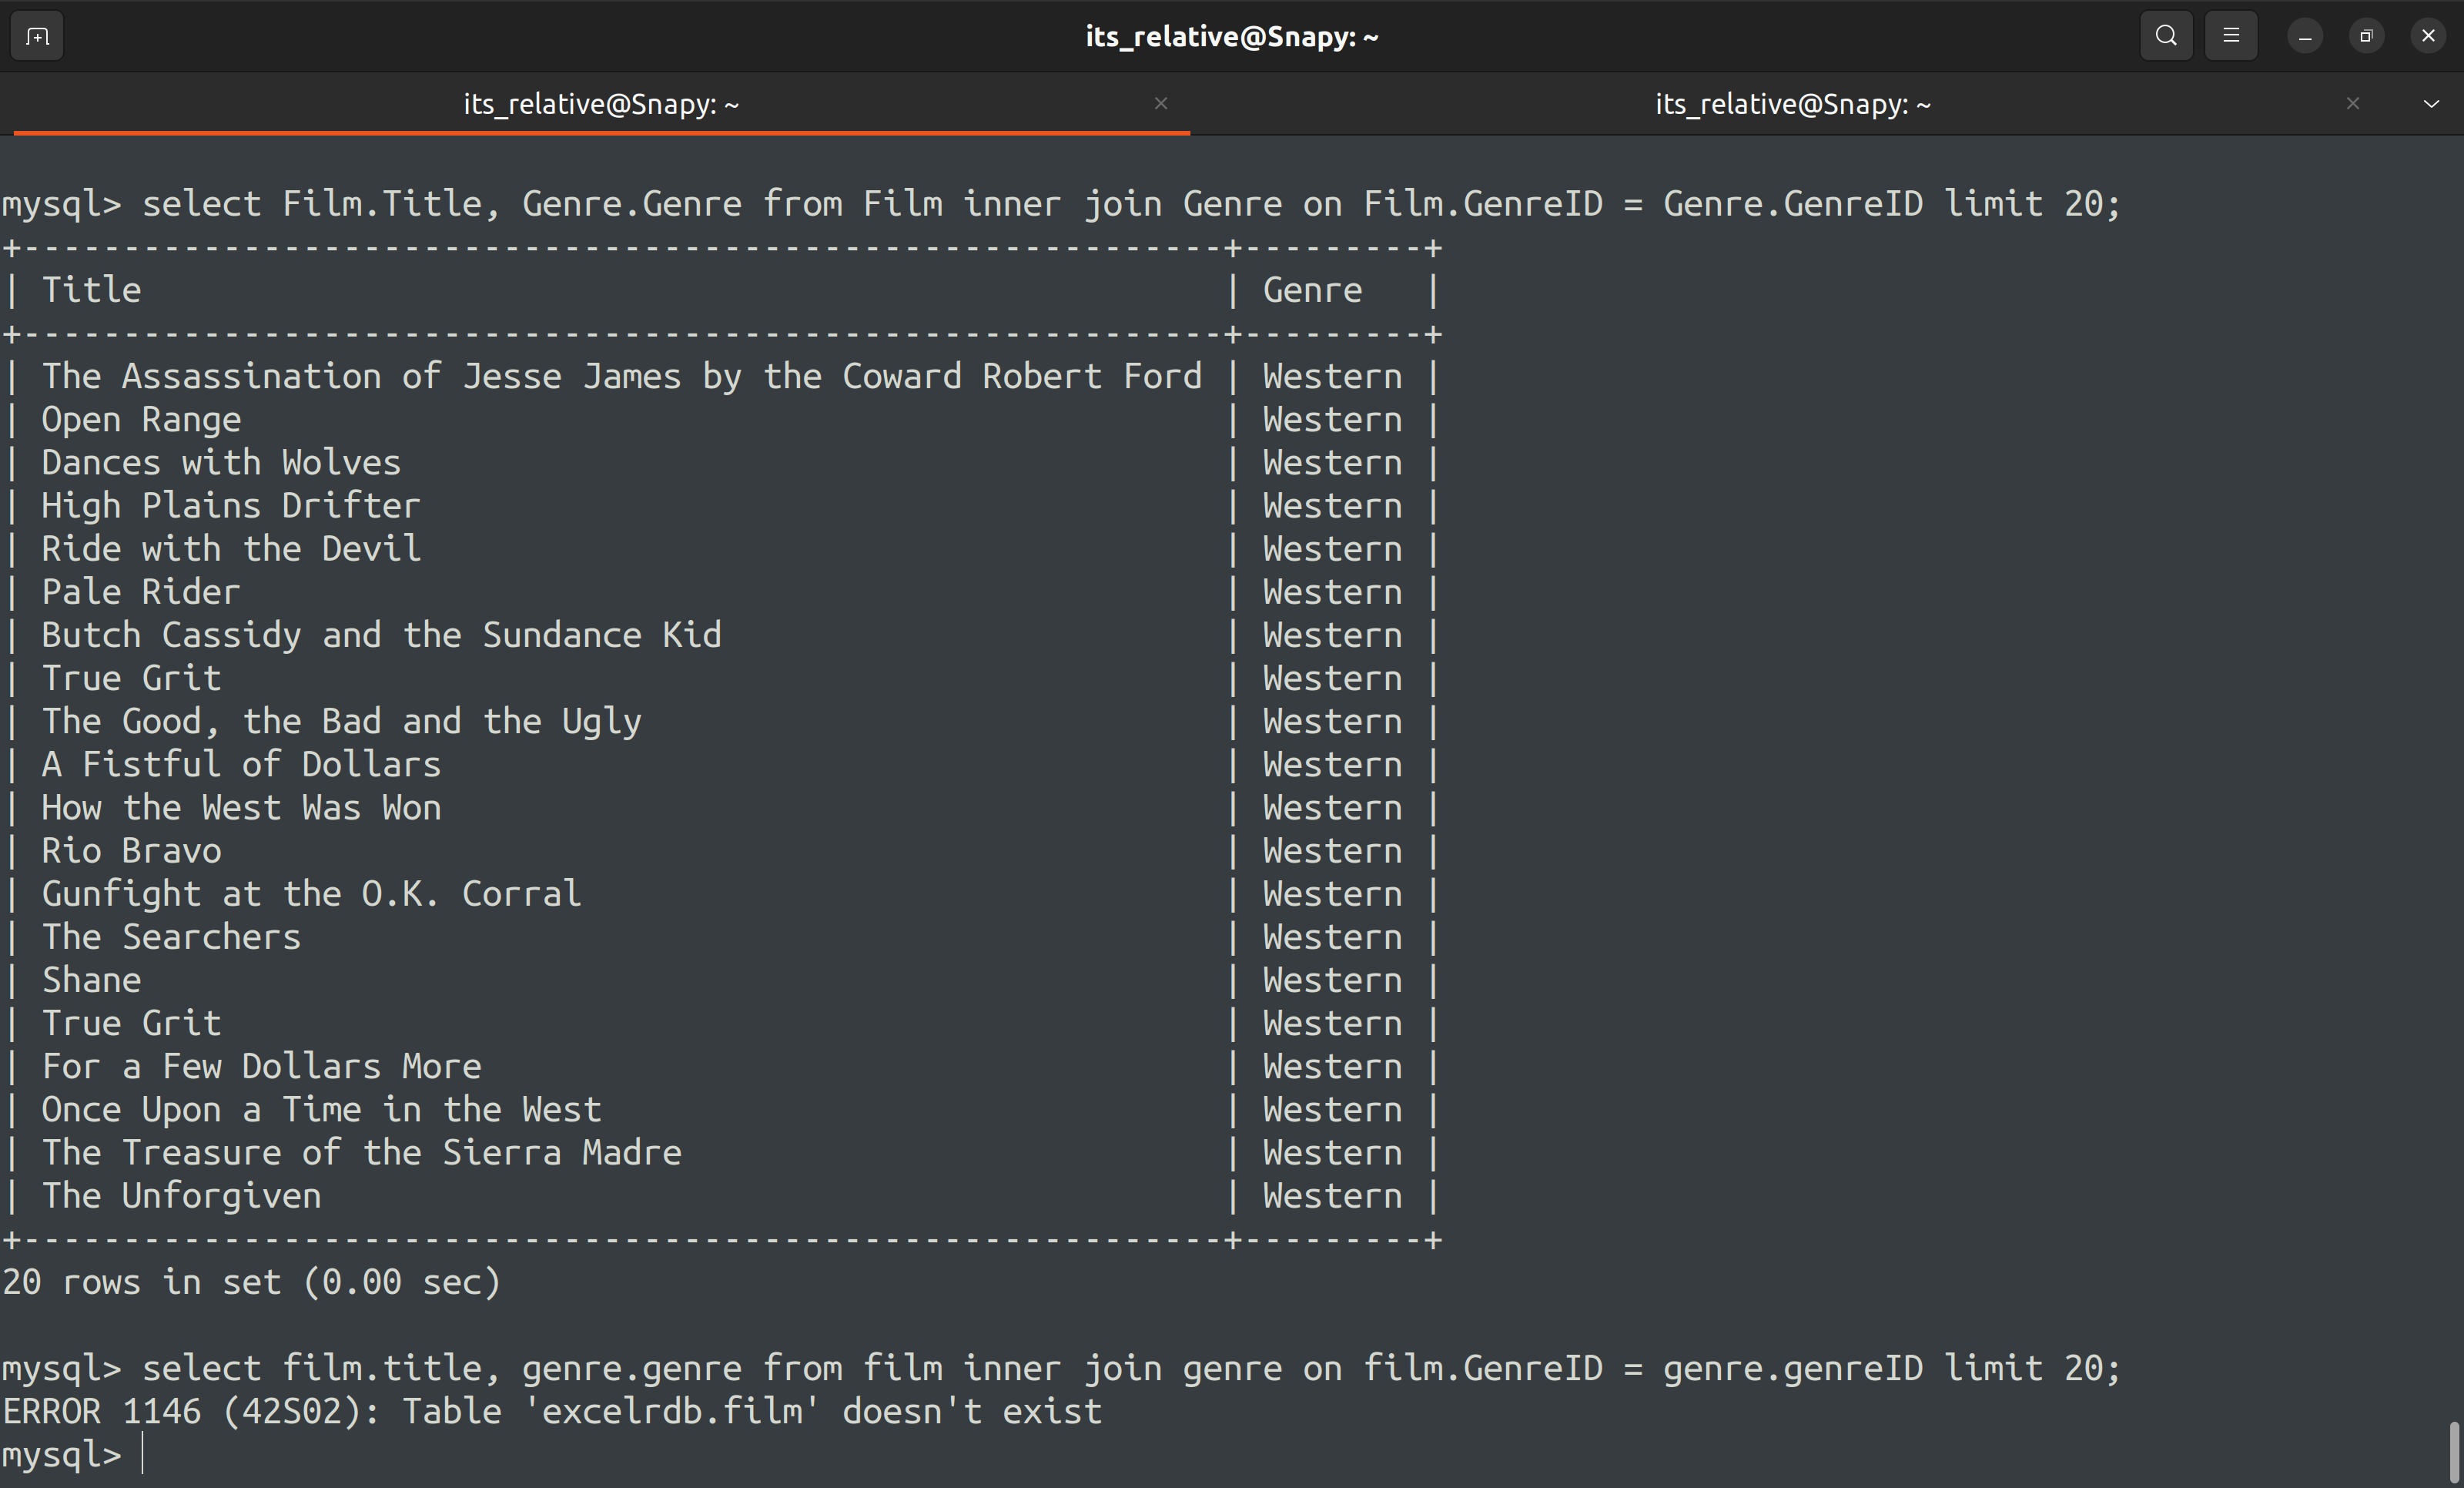 its_relative@Snapy: ~
its_relative@Snapy: ~
its_relative@Snapy: ~
mysql> select Film.Title, Genre.Genre from Film inner join Genre on Film.GenreID = Genre.GenreID limit 20;
+------------------------------------------------------------+---------+
| Title                                                      | Genre   |
+------------------------------------------------------------+---------+
| The Assassination of Jesse James by the Coward Robert Ford | Western |
| Open Range                                                 | Western |
| Dances with Wolves                                         | Western |
| High Plains Drifter                                        | Western |
| Ride with the Devil                                        | Western |
| Pale Rider                                                 | Western |
| Butch Cassidy and the Sundance Kid                         | Western |
| True Grit                                                  | Western |
| The Good, the Bad and the Ugly                             | Western |
| A Fistful of Dollars                                       | Western |
| How the West Was Won                                       | Western |
| Rio Bravo                                                  | Western |
| Gunfight at the O.K. Corral                                | Western |
| The Searchers                                              | Western |
| Shane                                                      | Western |
| True Grit                                                  | Western |
| For a Few Dollars More                                     | Western |
| Once Upon a Time in the West                               | Western |
| The Treasure of the Sierra Madre                           | Western |
| The Unforgiven                                             | Western |
+------------------------------------------------------------+---------+
20 rows in set (0.00 sec)
mysql> select film.title, genre.genre from film inner join genre on film.GenreID = genre.genreID limit 20;
ERROR 1146 (42S02): Table 'excelrdb.film' doesn't exist
mysql>